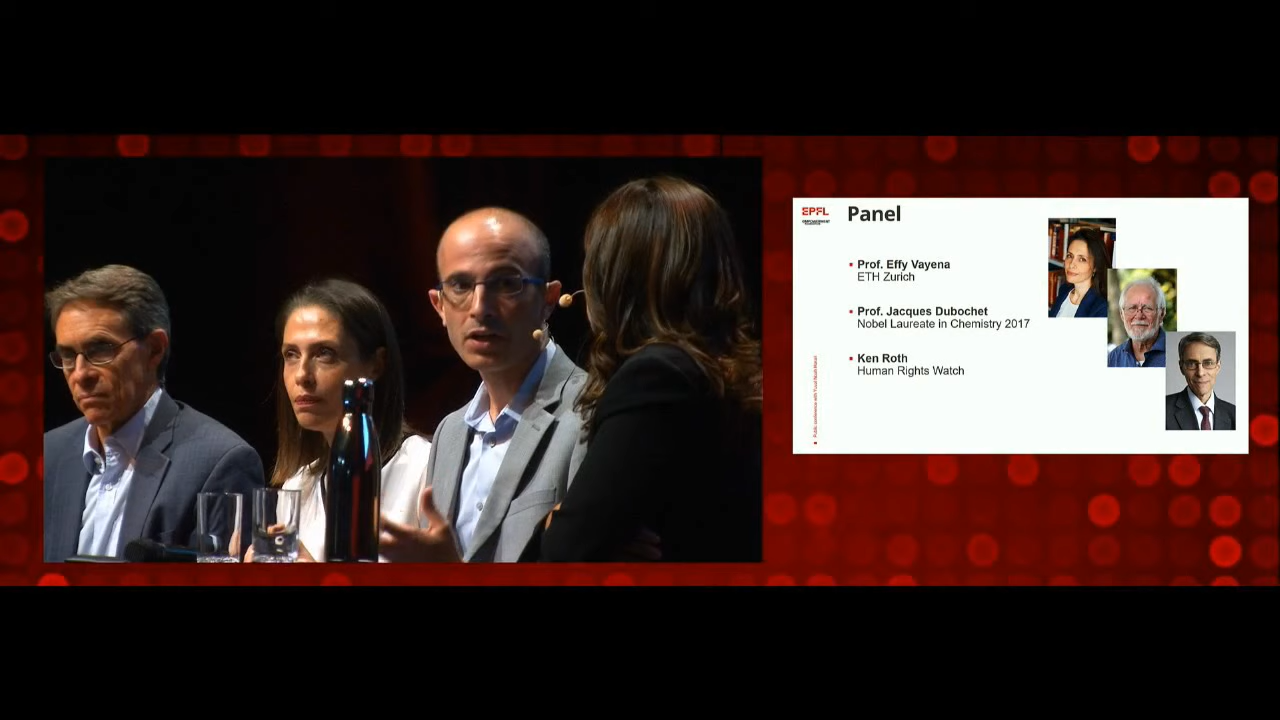 EPFL
Panel
▪ Prof. Effy Vayena
ETH Zurich
▪ Prof. Jacques Dubochet
Nobel Laureate in Chemistry 2017
▪ Ken Roth
Human Rights Watch